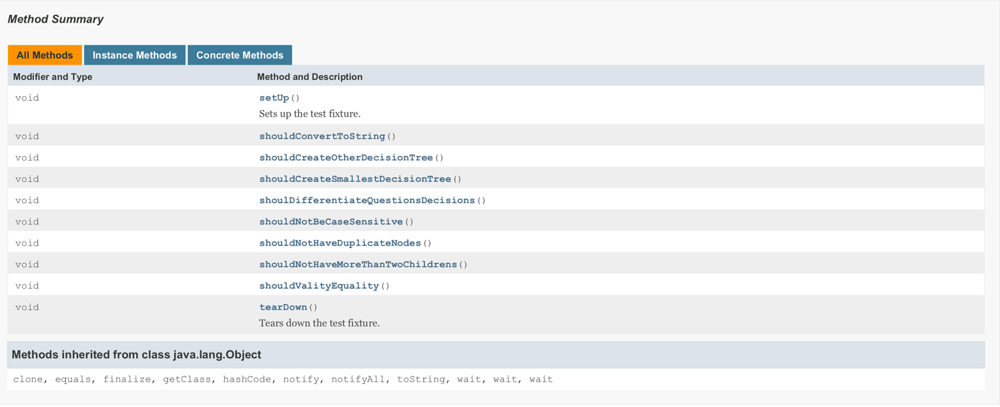 Method Summary
All Methods Instance Methods Concrete Methods
Modifier and Type Method and Description
void setUp()
Sets up the test fixture.
void shouldConvertToString()
void shouldCreateOtherDecisionTree()
void shouldCreateSmallestDecisionTree()
void shoulDifferentiateQuestionsDecisions()
void shouldNotBeCaseSensitive()
void shouldNotHaveDuplicateNodes()
void shouldNotHaveMoreThanTwoChildrens()
void shouldValityEquality()
void tearDown()
Tears down the test fixture.
Methods inherited from class java.lang.Object
clone, equals, finalize, getClass, hashCode, notify, notifyAll, toString, wait, wait, wait